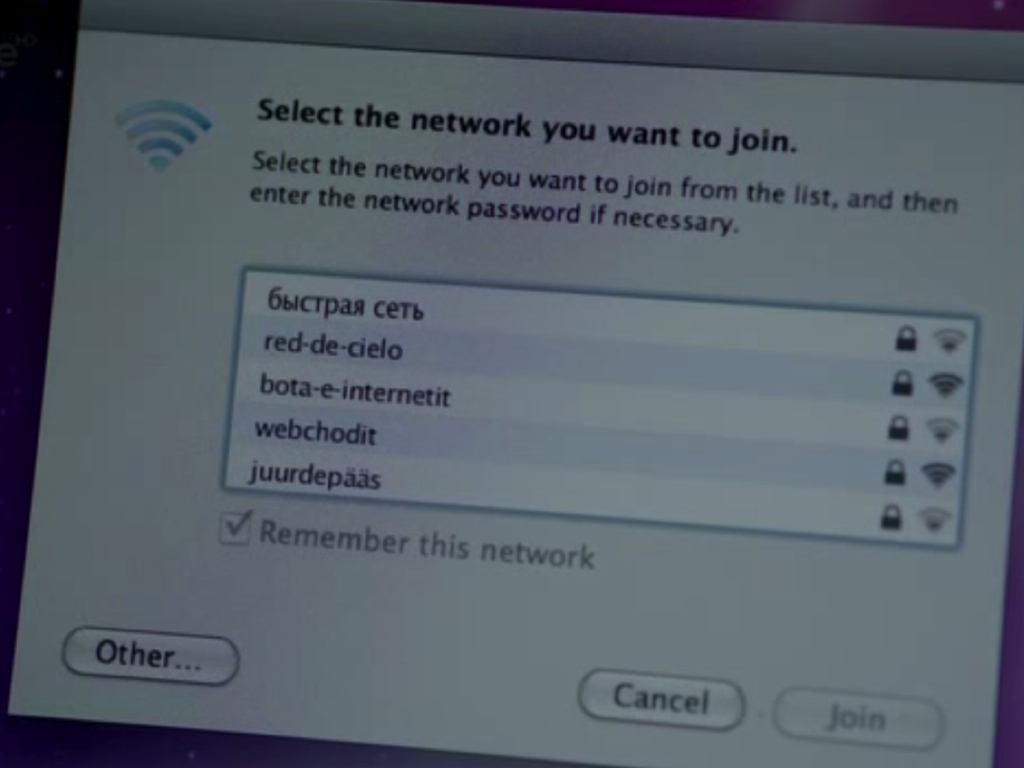 Select the network you want to join.
Select the network you want to join from the list, and then
enter the network password if necessary.
быстрая сеть
red-de-cielo
bota-e-internetit
webchodit
juurdepääs
Remember this network
Other...
Cancel
Join